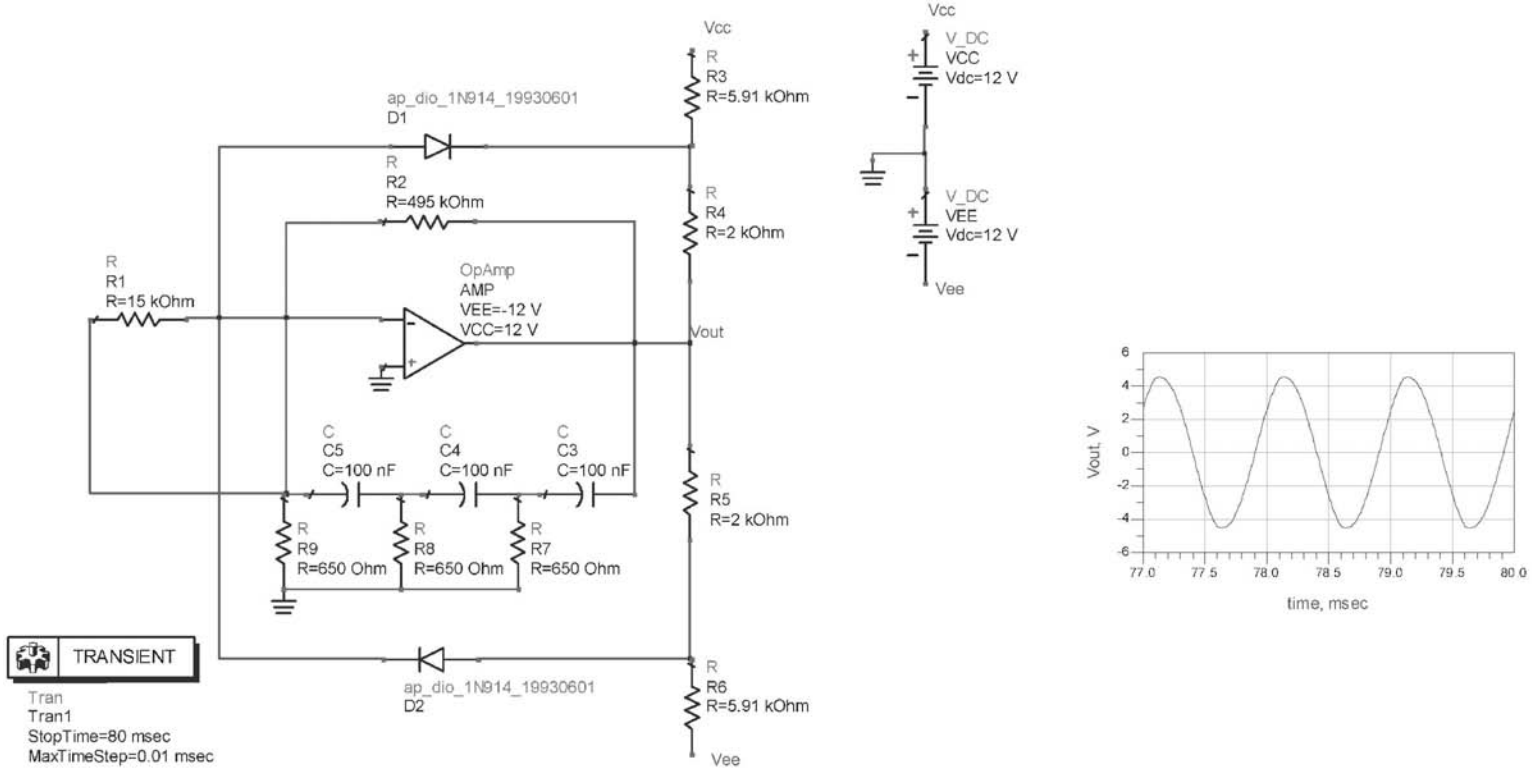 Vcc
R
R3
R=5.91 kOhm
Vcc
V_DC
VCC
Vdc=12 V
+
-
ap_dio_1N914_19930601
D1
R
R2
R=495 kOhm
R
R4
R=2 kOhm
V_DC
VEE
Vdc=12 V
+
-
Vee
R
R1
R=15 kOhm
OpAmp
AMP
VEE=-12 V
VCC=12 V
-
+
Vout
C
C5
C=100 nF
C
C4
C=100 nF
C
C3
C=100 nF
R
R5
R=2 kOhm
R
R9
R=650 Ohm
R
R8
R=650 Ohm
R
R7
R=650 Ohm
Vout, V
6
4
2
0
-2
-4
-6
77.0
77.5
78.0
78.5
79.0
79.5
80.0
time, msec
TRANSIENT
Tran
Tran1
StopTime=80 msec
MaxTimeStep=0.01 msec
ap_dio_1N914_19930601
D2
R
R6
R=5.91 kOhm
Vee